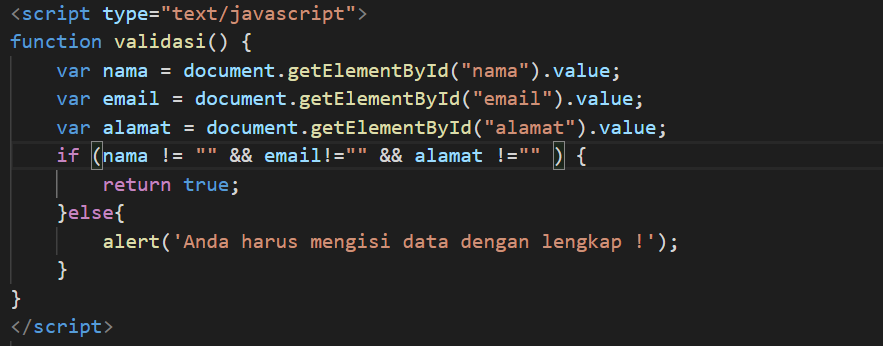 <script type="text/javascript">
function validasi() {
    var nama = document.getElementById("nama").value;
    var email = document.getElementById("email").value;
    var alamat = document.getElementById("alamat").value;
    if (nama != "" && email!="" && alamat !="" ) {
        return true;
    }else{
        alert('Anda harus mengisi data dengan lengkap !');
    }
}
</script>